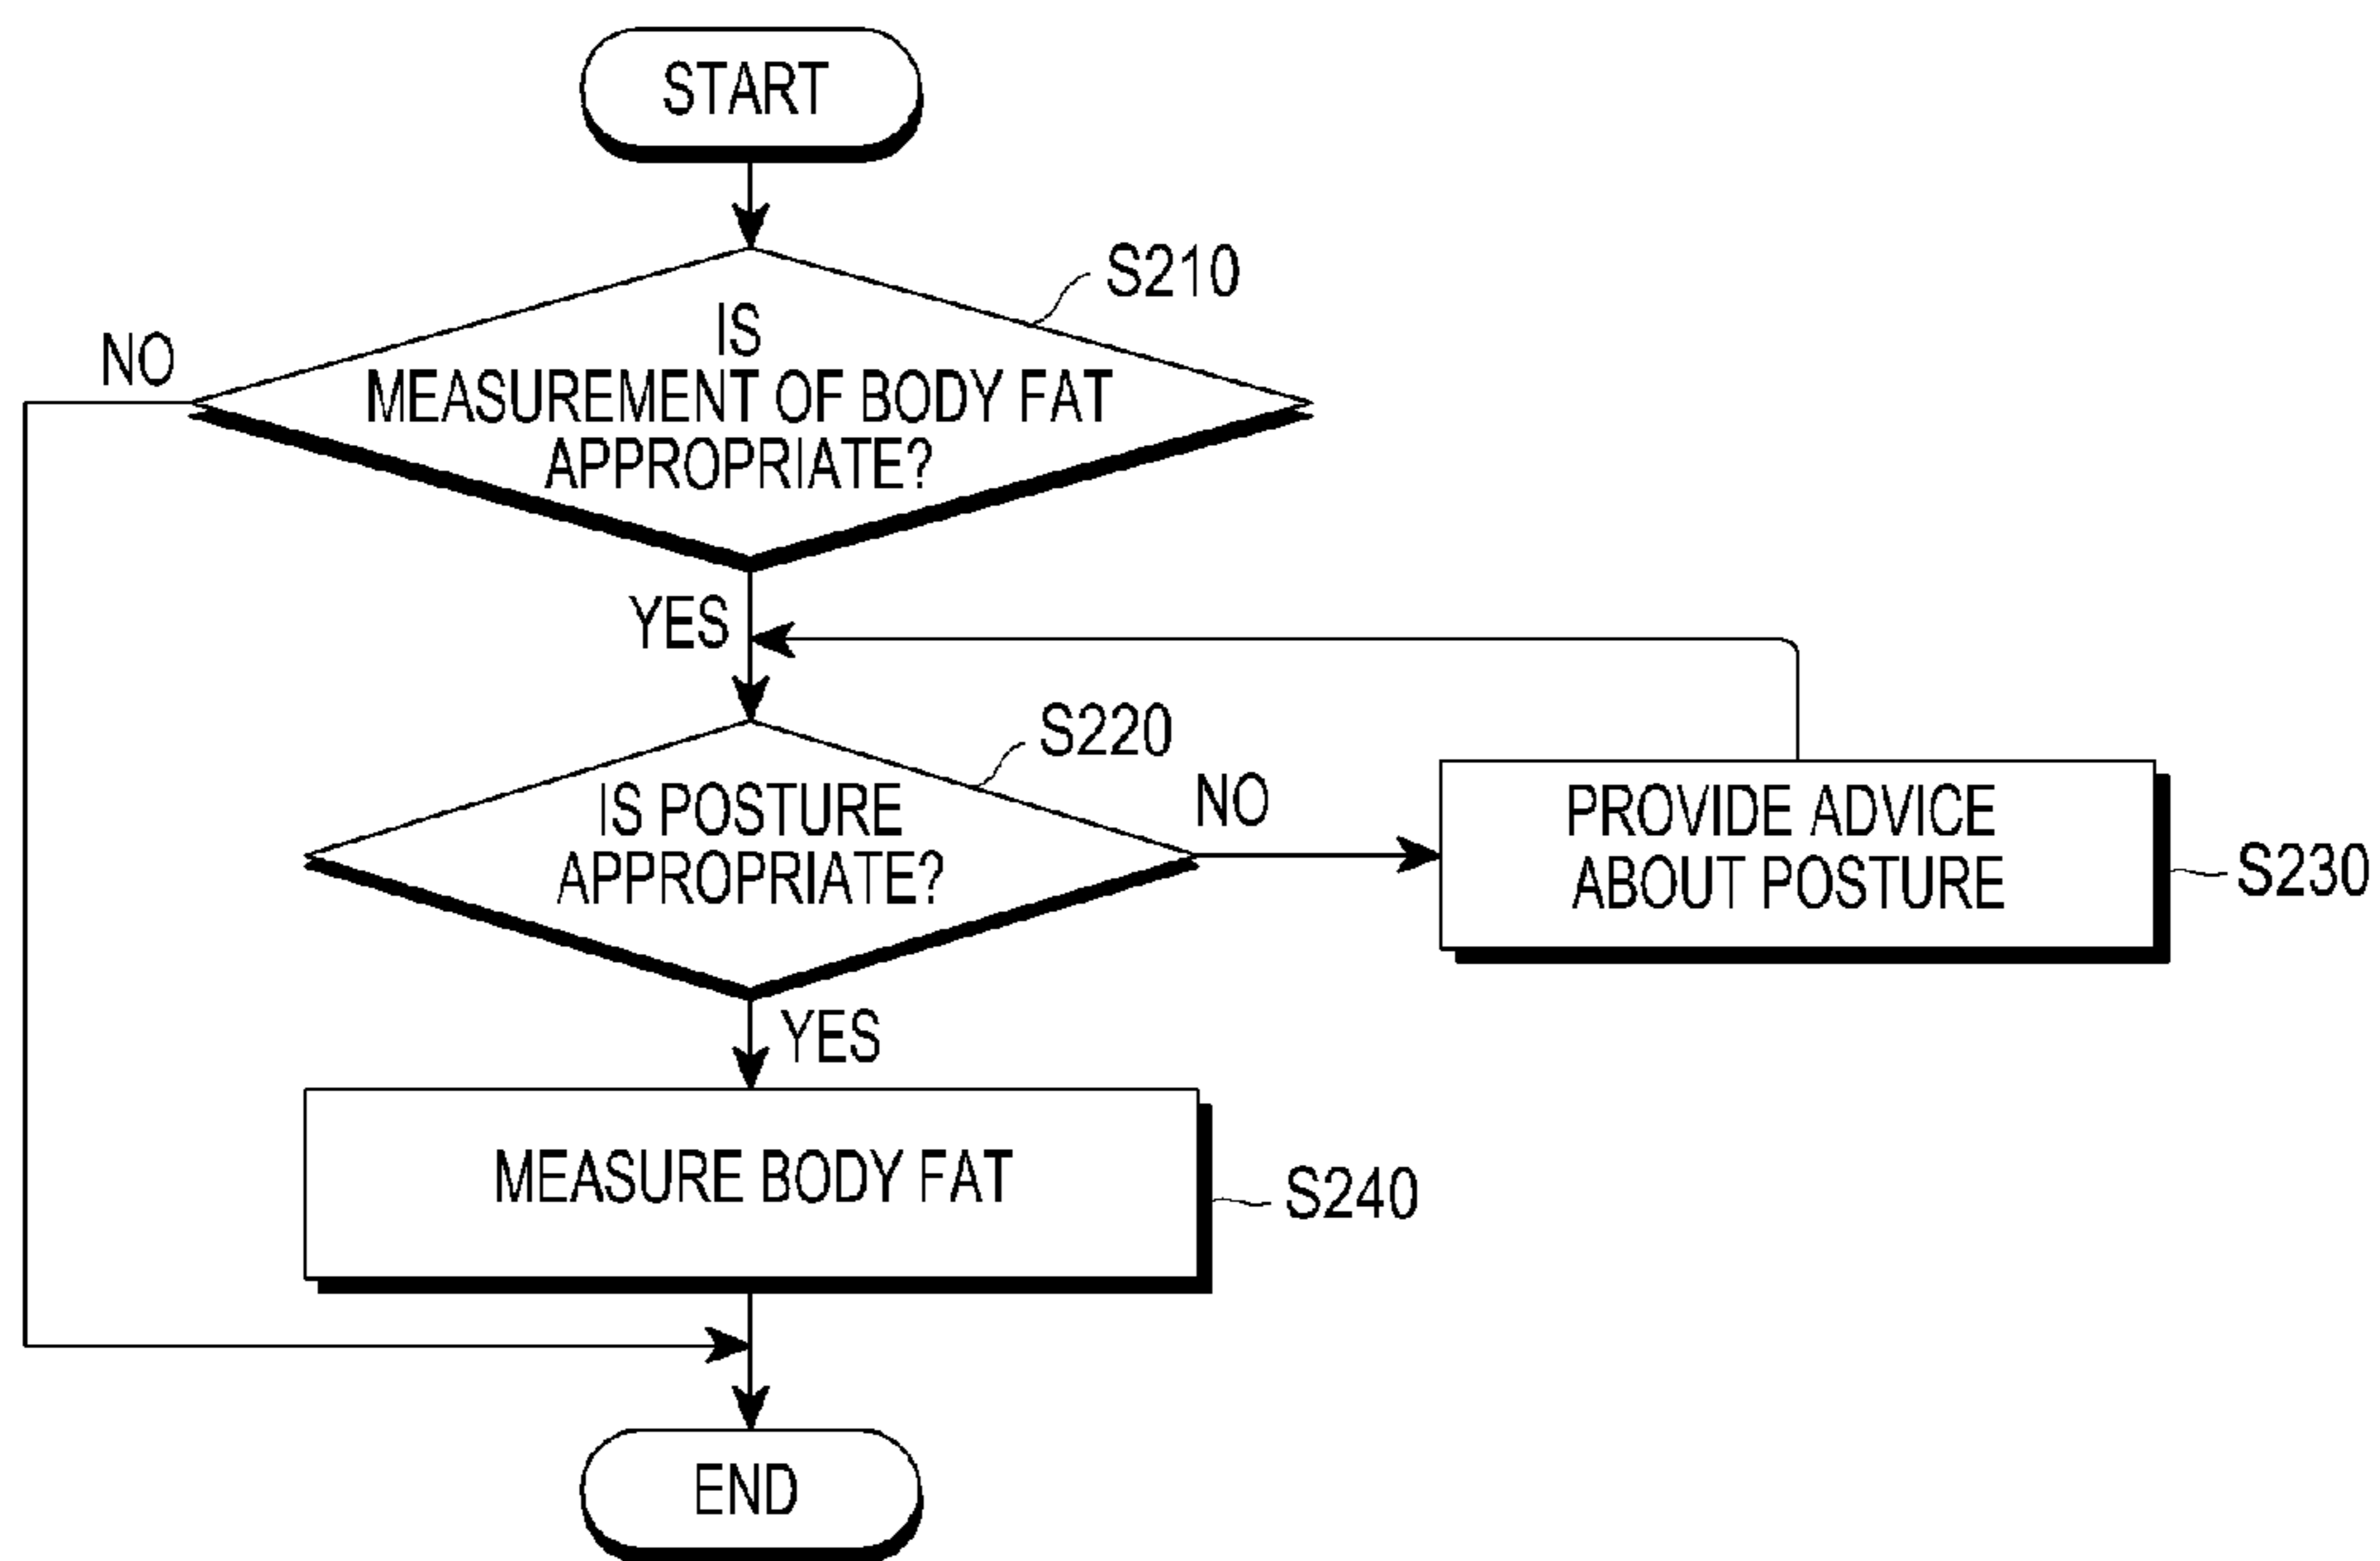 START
S210
IS
NO
MEASUREMENT OF BODY FAT
APPROPRIATE?
YES
S220
IS POSTURE
APPROPRIATE?
NO
PROVIDE ADVICE
ABOUT POSTURE
S230
YES
MEASURE BODY FAT
S240
END